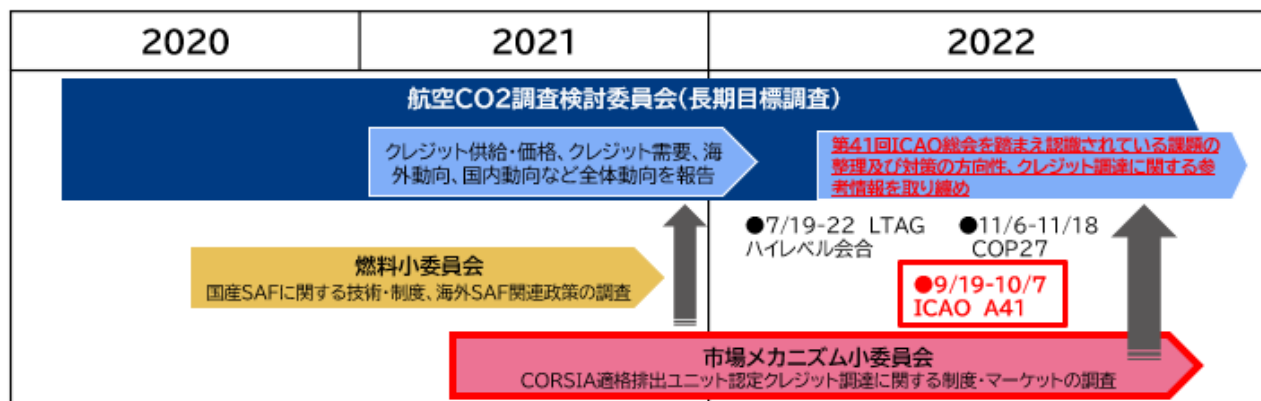 2020
2021
2022
航空CO2調査検討委員会(長期目標調査)
クレジット供給・価格、クレジット需要、海
外動向、国内動向など全体動向を報告
第41回ICAO総会を踏まえ認識されている課題の
整理及び対策の方向性、クレジット調達に関する参
考情報を取り纏め
●7/19-22 LTAG
ハイレベル会合
●11/6-11/18
COP27
●9/19-10/7
ICAO A41
燃料小委員会
国産SAFに関する技術・制度、海外SAF関連政策の調査
市場メカニズム小委員会
CORSIA適格排出ユニット認定クレジット調達に関する制度・マーケットの調査